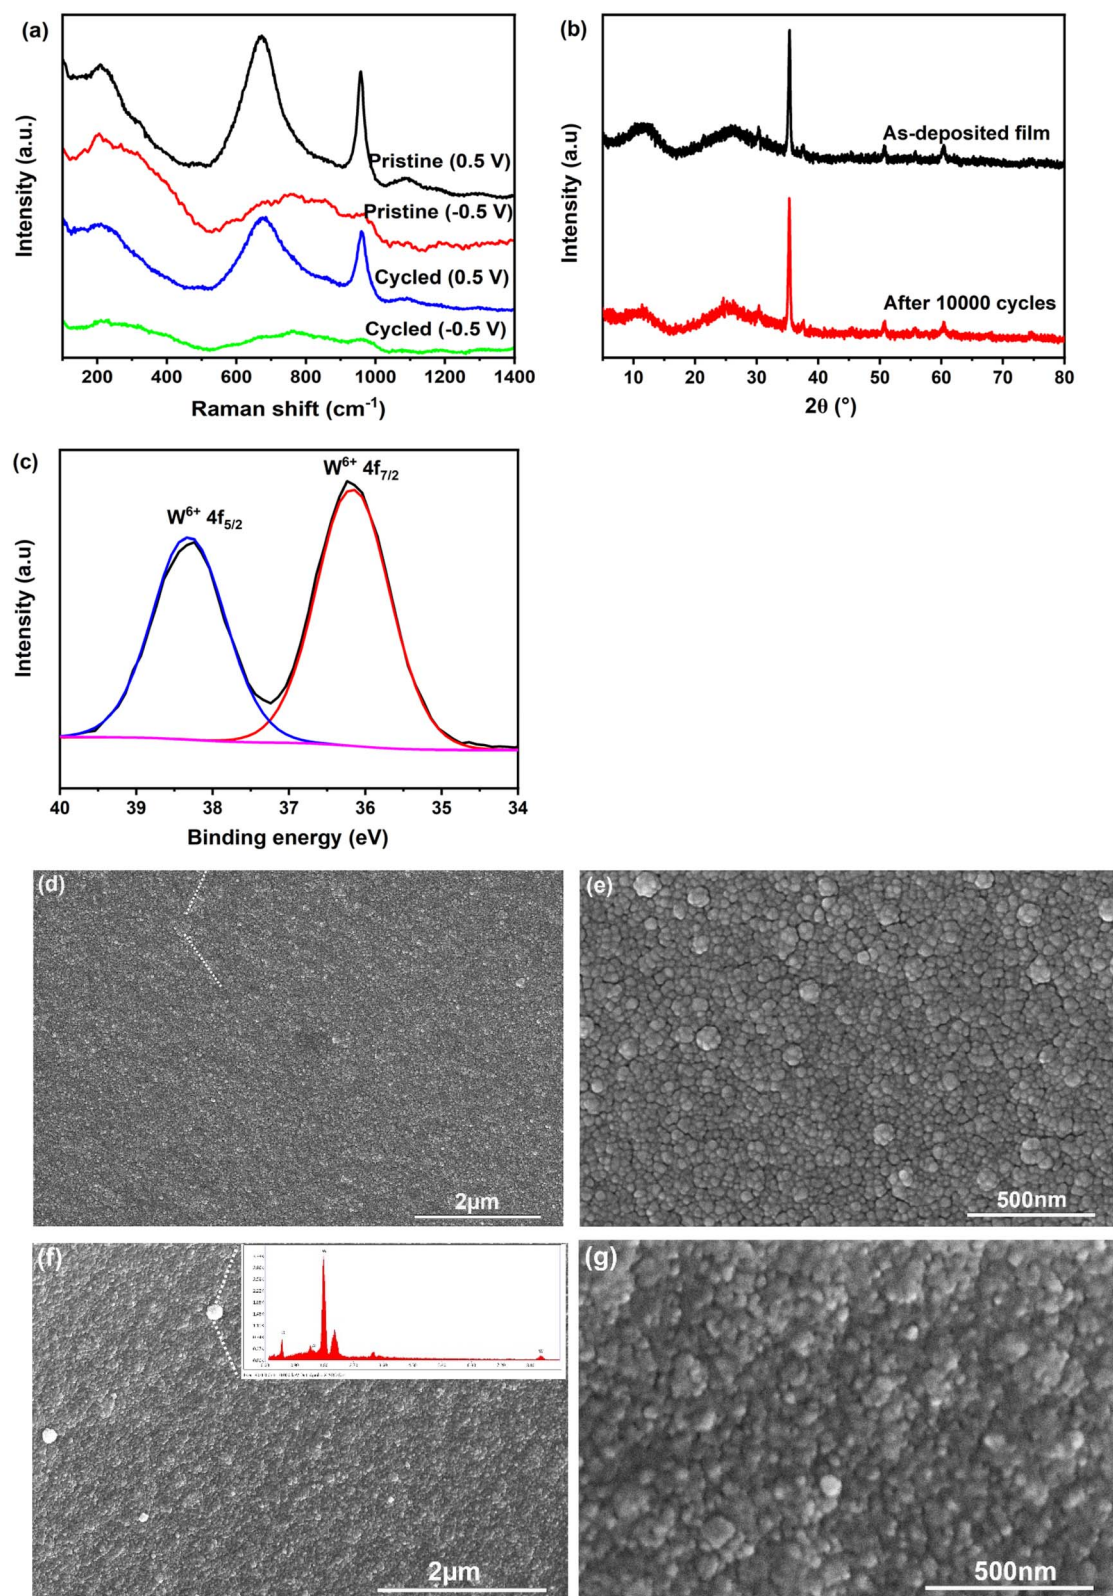 (a)
Intensity (a.u.)
Pristine (0.5 V)
Pristine (-0.5 V)
Cycled (0.5 V)
Cycled (-0.5 V)
200 400 600 800 1000 1200 1400
Raman shift (cm⁻¹)
(b)
Intensity (a.u)
As-deposited film
After 10000 cycles
10 20 30 40 50 60 70 80
2θ (°)
(c)
Intensity (a.u)
W⁶⁺ 4f₅/₂
W⁶⁺ 4f₇/₂
40 39 38 37 36 35 34
Binding energy (eV)
(d)
2μm
(e)
500nm
(f)
2μm
(g)
500nm